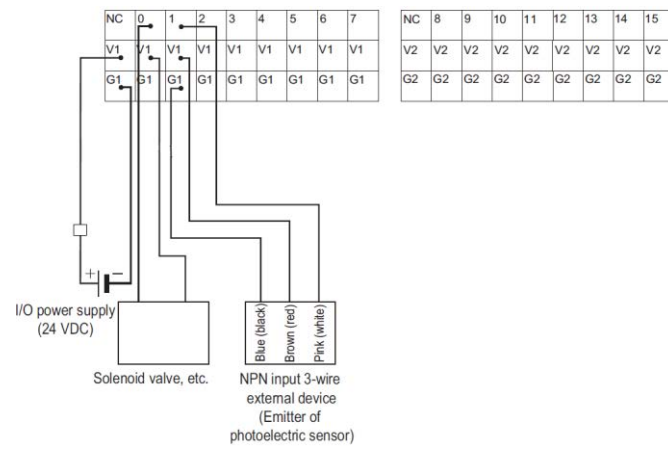 NC 0 1 2 3 4 5 6 7
V1 V1 V1 V1 V1 V1 V1 V1 V1
G1 G1 G1 G1 G1 G1 G1 G1 G1
NC 8 9 10 11 12 13 14 15
V2 V2 V2 V2 V2 V2 V2 V2 V2
G2 G2 G2 G2 G2 G2 G2 G2 G2
+ −
I/O power supply
(24 VDC)
Solenoid valve, etc.
Blue (black)
Brown (red)
Pink (white)
NPN input 3-wire
external device
(Emitter of
photoelectric sensor)